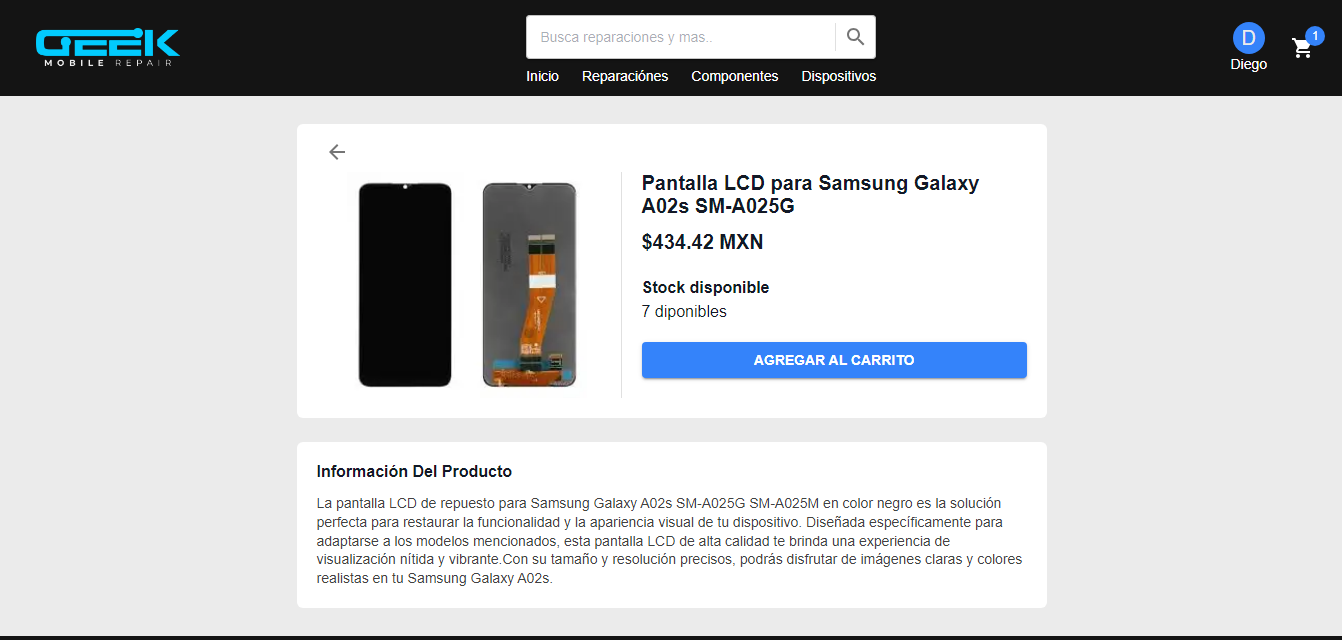 GEEK
MOBILE REPAIR
Busca reparaciones y mas..
Inicio Reparaciónes Componentes Dispositivos
D
Diego
1
Pantalla LCD para Samsung Galaxy
A02s SM-A025G
$434.42 MXN
Stock disponible
7 diponibles
AGREGAR AL CARRITO
Información Del Producto
La pantalla LCD de repuesto para Samsung Galaxy A02s SM-A025G SM-A025M en color negro es la solución
perfecta para restaurar la funcionalidad y la apariencia visual de tu dispositivo. Diseñada específicamente para
adaptarse a los modelos mencionados, esta pantalla LCD de alta calidad te brinda una experiencia de
visualización nítida y vibrante.Con su tamaño y resolución precisos, podrás disfrutar de imágenes claras y colores
realistas en tu Samsung Galaxy A02s.